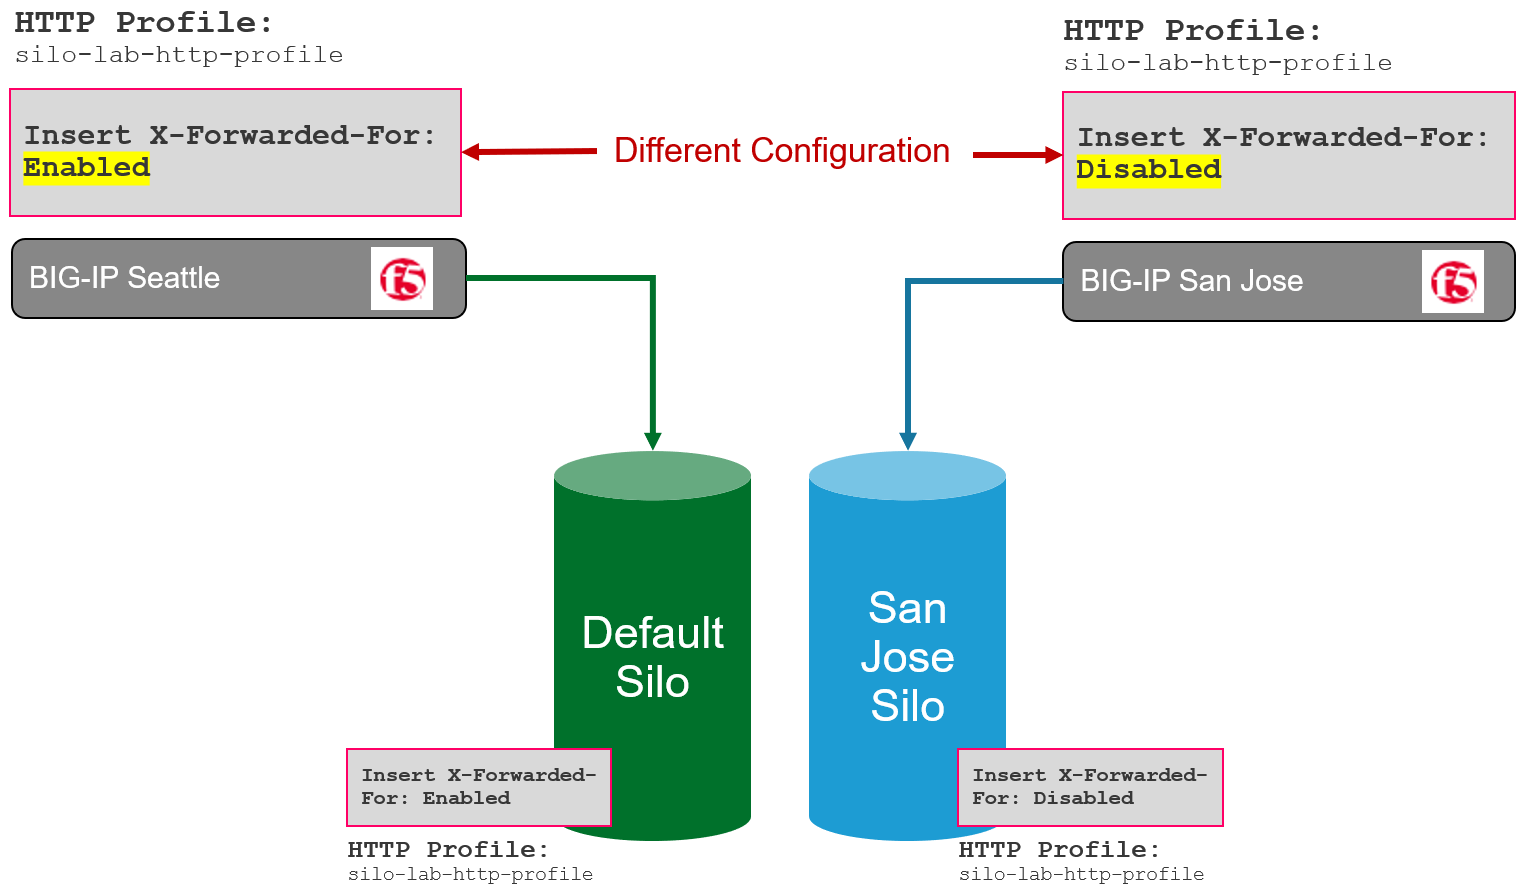 HTTP Profile:
silo-lab-http-profile
Insert X-Forwarded-For:
Enabled
BIG-IP Seattle
f5
Different Configuration
HTTP Profile:
silo-lab-http-profile
Insert X-Forwarded-For:
Disabled
BIG-IP San Jose
f5
Default
Silo
San
Jose
Silo
Insert X-Forwarded-
For: Enabled
HTTP Profile:
silo-lab-http-profile
Insert X-Forwarded-
For: Disabled
HTTP Profile:
silo-lab-http-profile